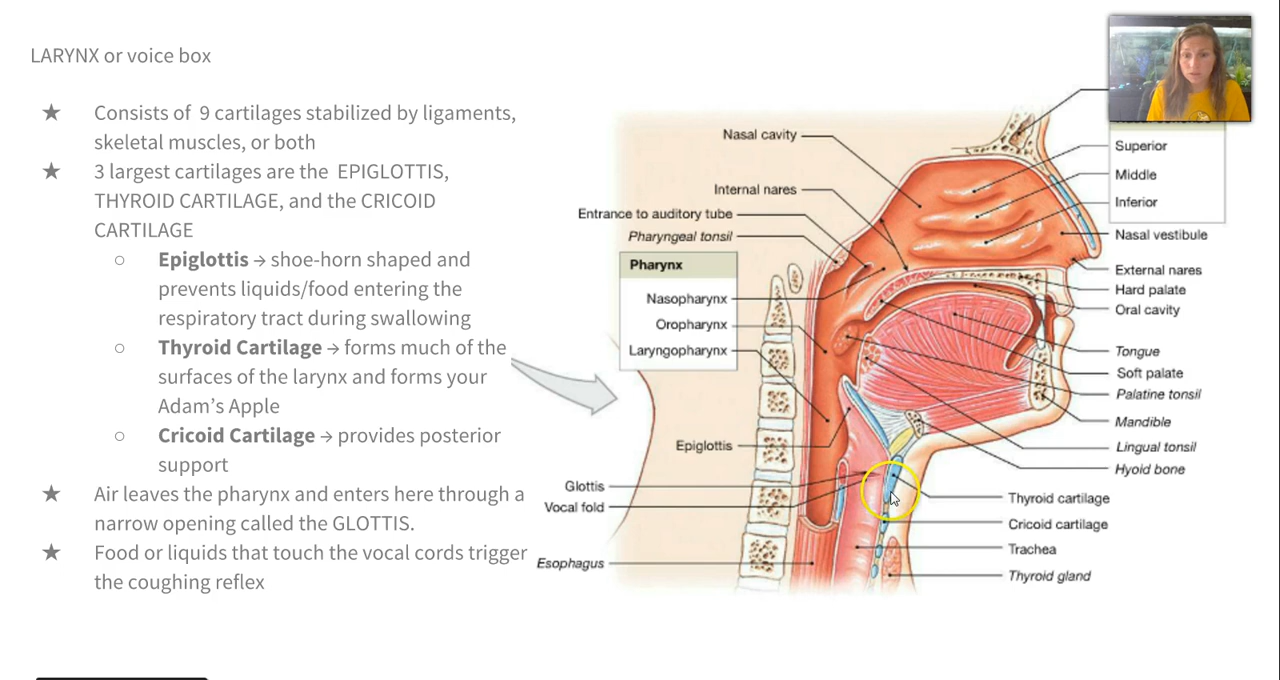 LARYNX or voice box
★ Consists of 9 cartilages stabilized by ligaments,
skeletal muscles, or both
★ 3 largest cartilages are the EPIGLOTTIS,
THYROID CARTILAGE, and the CRICOID
CARTILAGE
○ Epiglottis → shoe-horn shaped and
prevents liquids/food entering the
respiratory tract during swallowing
○ Thyroid Cartilage → forms much of the
surfaces of the larynx and forms your
Adam’s Apple
○ Cricoid Cartilage → provides posterior
support
★ Air leaves the pharynx and enters here through a
narrow opening called the GLOTTIS.
★ Food or liquids that touch the vocal cords trigger
the coughing reflex
Nasal cavity
Internal nares
Entrance to auditory tube
Pharyngeal tonsil
Pharynx
Nasopharynx
Oropharynx
Laryngopharynx
Epiglottis
Glottis
Vocal fold
Esophagus
Superior
Middle
Inferior
Nasal vestibule
External nares
Hard palate
Oral cavity
Tongue
Soft palate
Palatine tonsil
Mandible
Lingual tonsil
Hyoid bone
Thyroid cartilage
Cricoid cartilage
Trachea
Thyroid gland